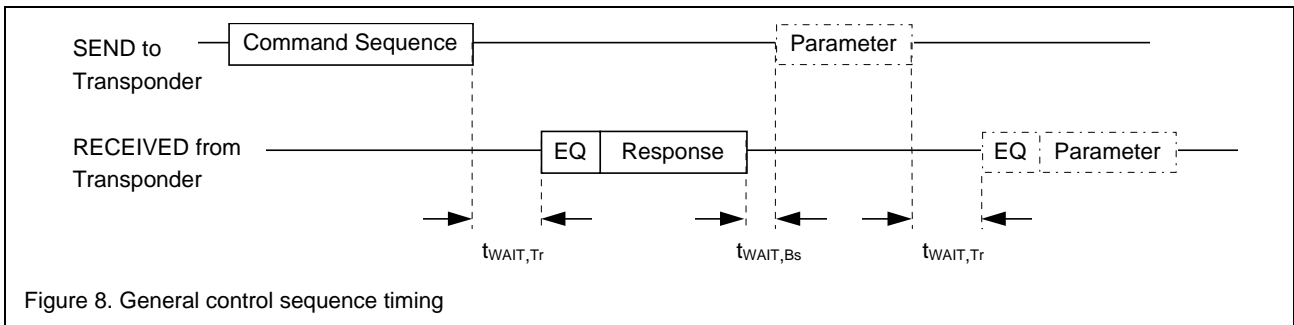 SEND to
Transponder
Command Sequence
Parameter
RECEIVED from
Transponder
EQ
Response
EQ
Parameter
tWAIT,Tr
tWAIT,Bs
tWAIT,Tr
Figure 8. General control sequence timing